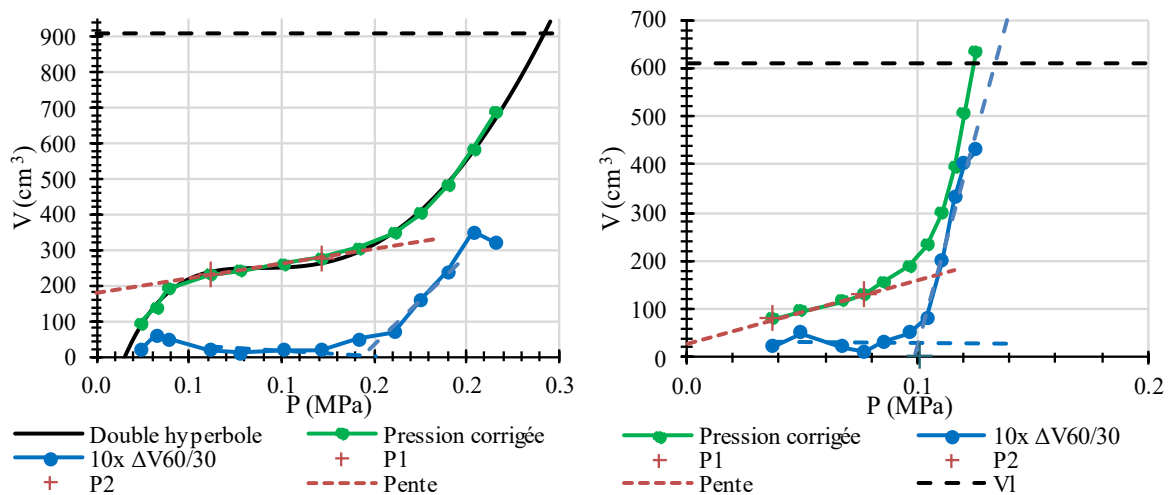 900
800
700
600
500
400
300
200
100
0
V (cm³)
0.0 0.1 0.1 0.2 0.2 0.3
P (MPa)
Double hyperbole Pression corrigée
10x ΔV60/30 P1
P2 Pente
700
600
500
400
300
200
100
0
V (cm³)
0.0 0.1 0.2
P (MPa)
Pression corrigée 10x ΔV60/30
P1 P2
Pente Vl